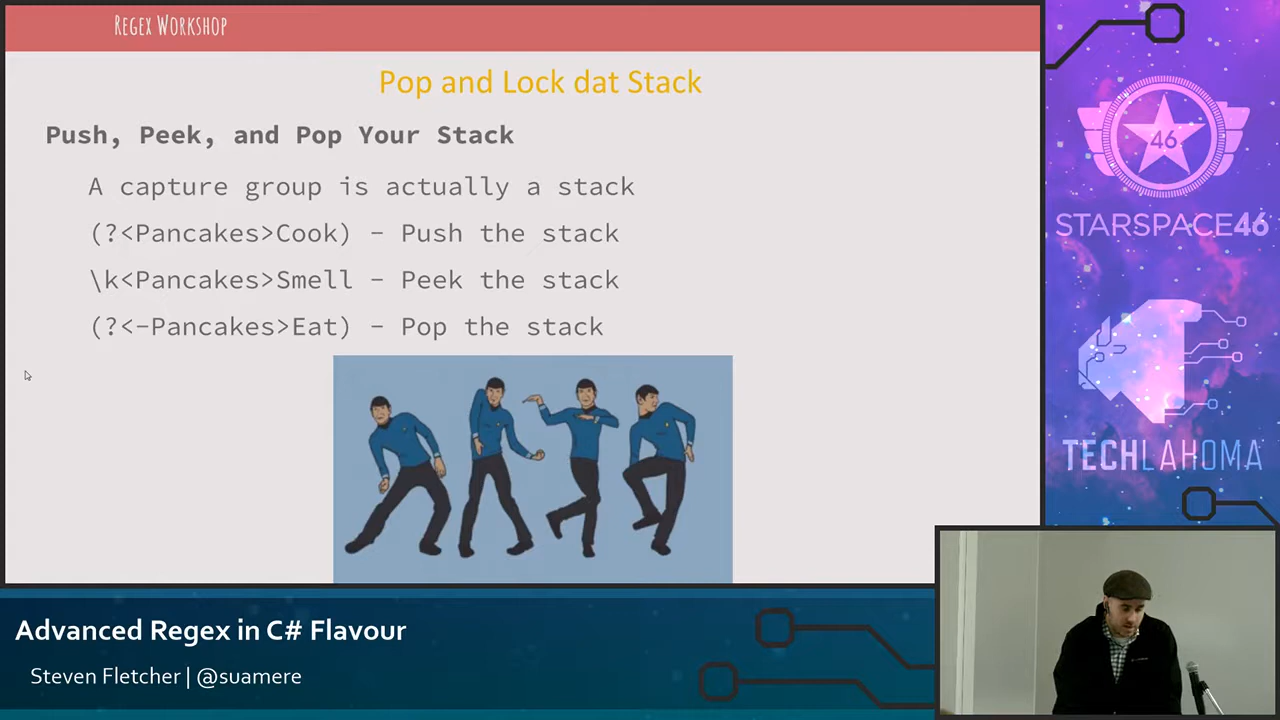 Regex Workshop
Pop and Lock dat Stack
Push, Peek, and Pop Your Stack
A capture group is actually a stack
(?<Pancakes>Cook) - Push the stack
\k<Pancakes>Smell - Peek the stack
(?<-Pancakes>Eat) - Pop the stack
46
STARSPACE46
TECHLAHOMA
Advanced Regex in C# Flavour
Steven Fletcher | @suamere